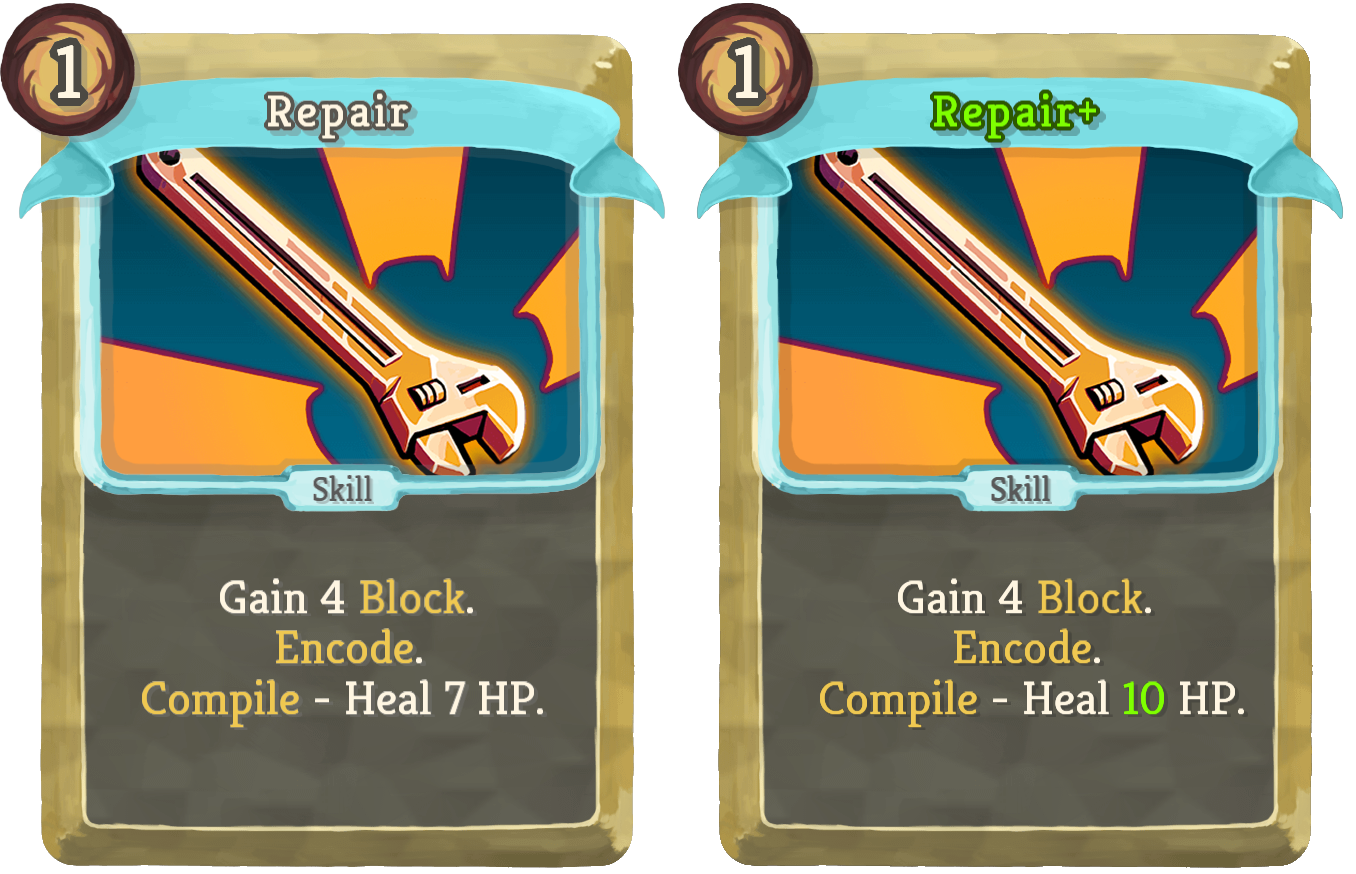 1
Repair
Skill
Gain 4 Block.
Encode.
Compile - Heal 7 HP.
1
Repair+
Skill
Gain 4 Block.
Encode.
Compile - Heal 10 HP.